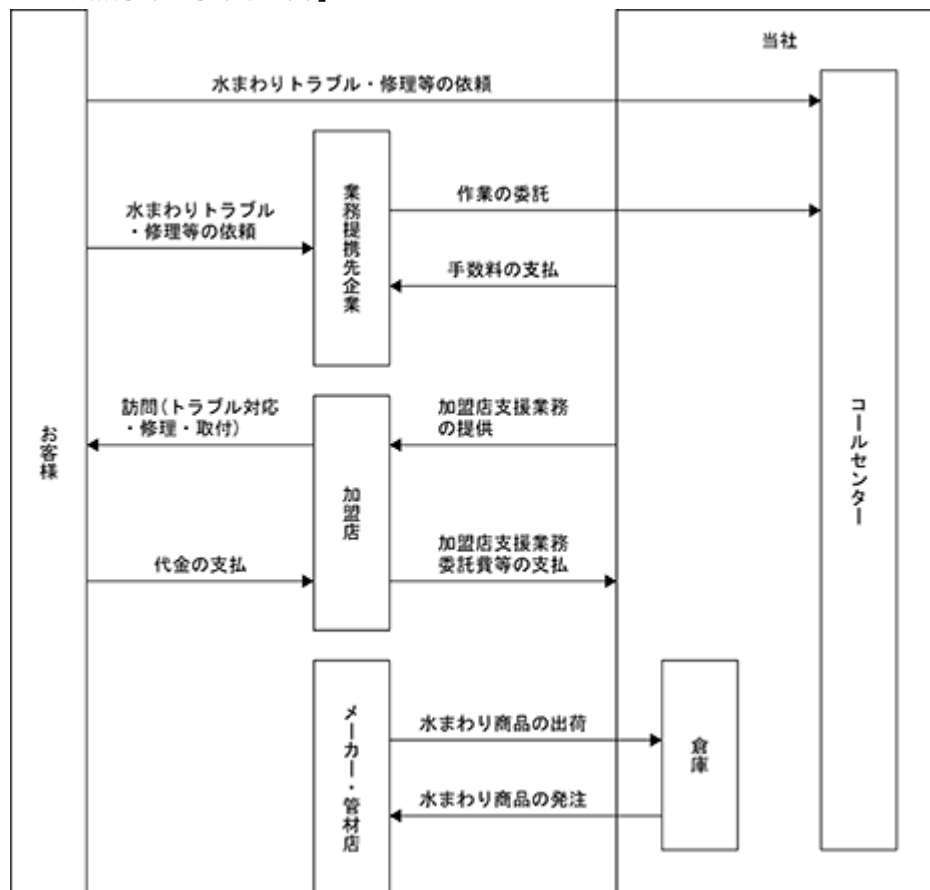 当社
水まわりトラブル・修理等の依頼
業務提携先企業
作業の委託
水まわりトラブル
・修理等の依頼
手数料の支払
訪問(トラブル対応
・修理・取付)
加盟店支援業務
の提供
お客様
コールセンター
加盟店
代金の支払
加盟店支援業務
委託費等の支払
メーカー・管材店
水まわり商品の出荷
倉庫
水まわり商品の発注